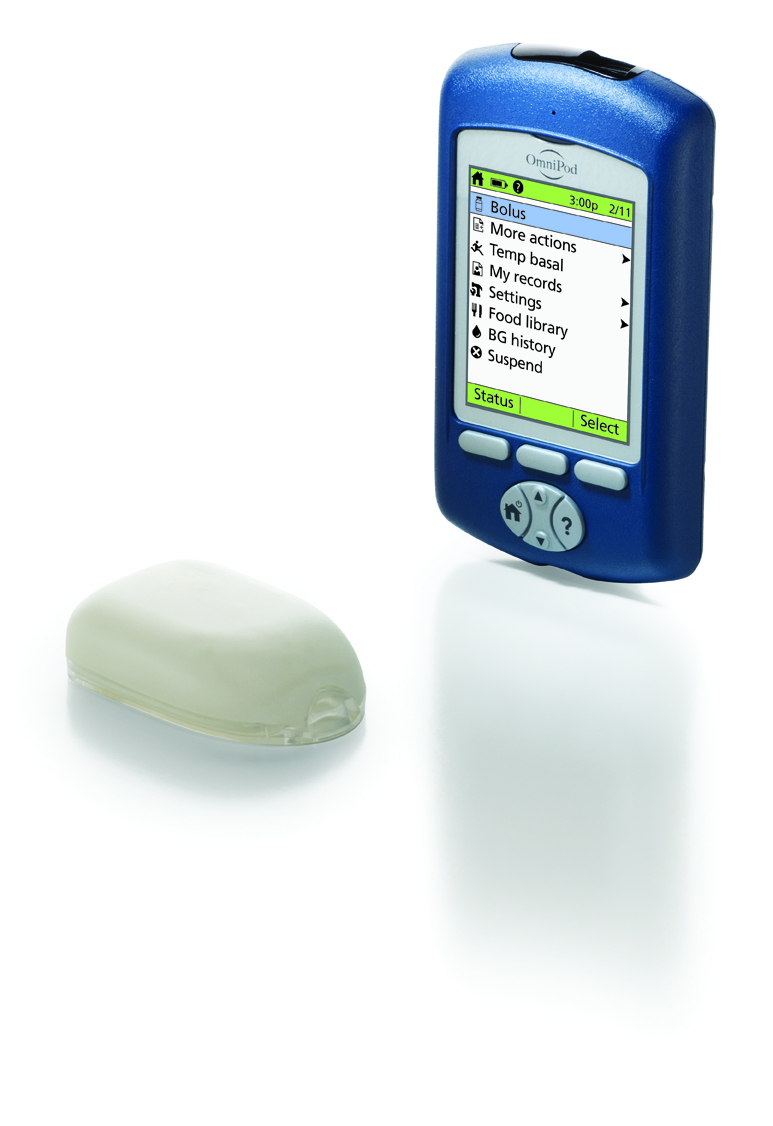 OmniPod
3:00p 2/11
Bolus
More actions
Temp basal
My records
Settings
Food library
BG history
Suspend
Status
Select
?